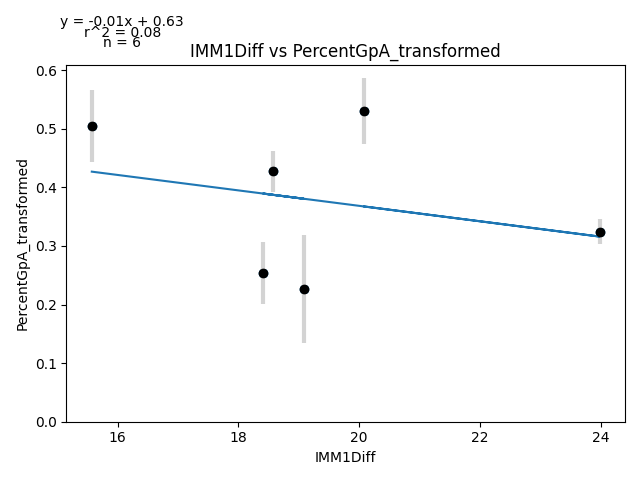 y = -0.01x + 0.63
r^2 = 0.08
n = 6
IMM1Diff vs PercentGpA_transformed
PercentGpA_transformed
0.6
0.5
0.4
0.3
0.2
0.1
0.0
16
18
20
22
24
IMM1Diff